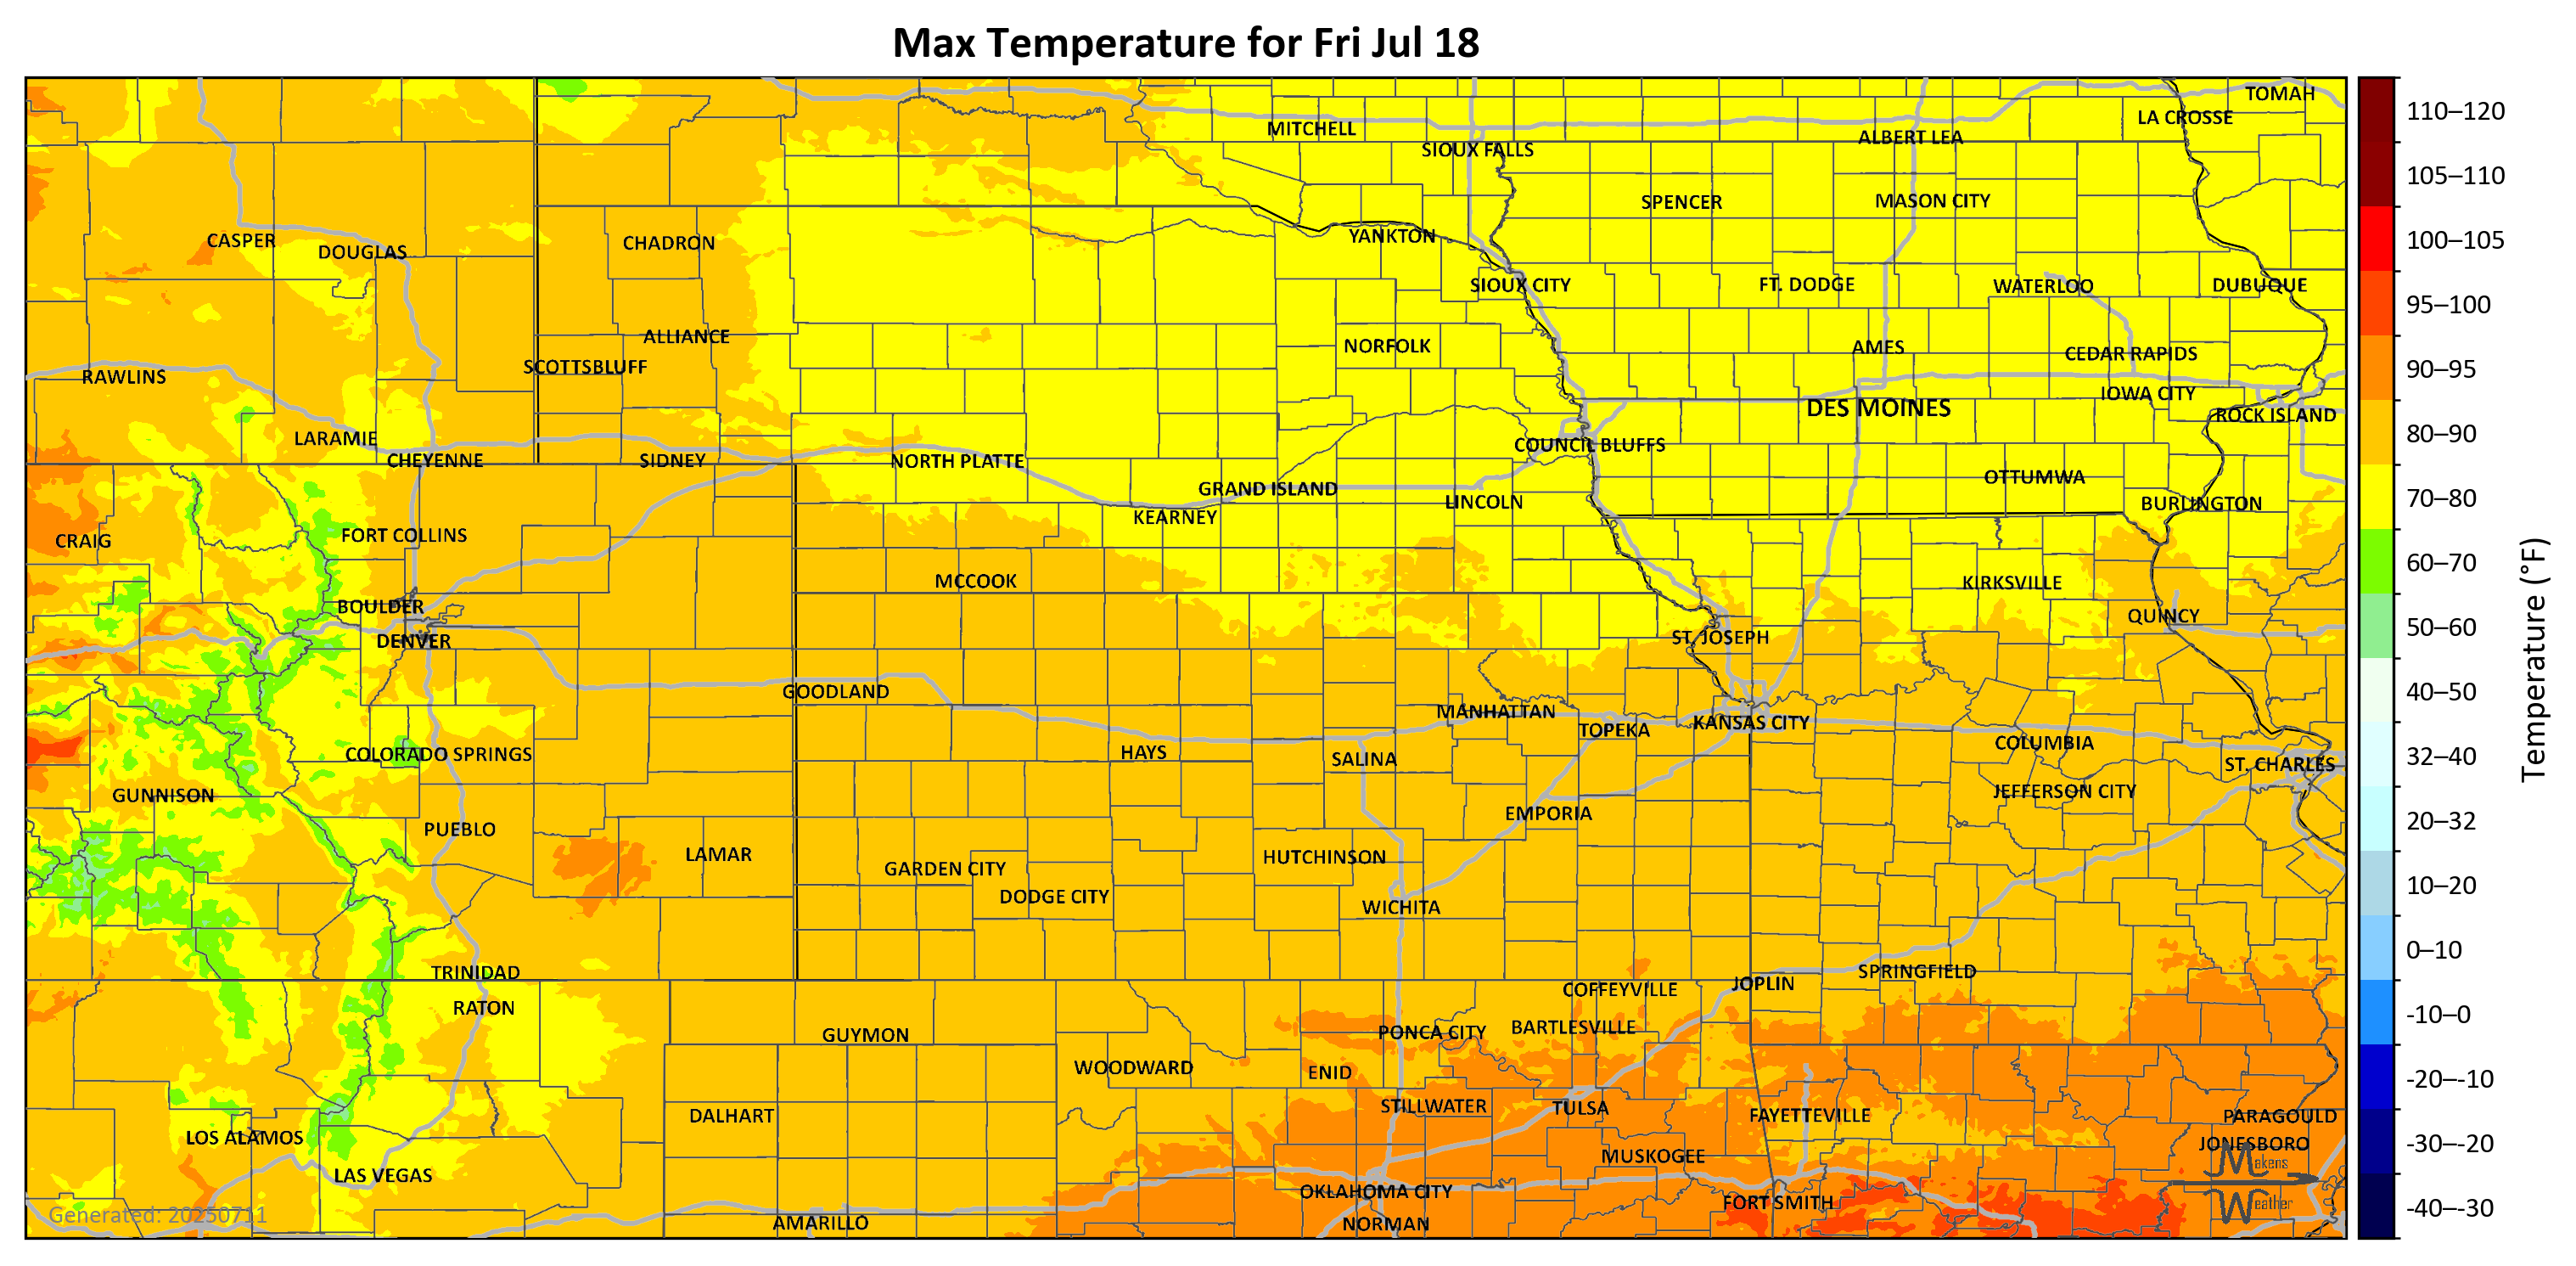 Max Temperature for Fri Jul 18
TOMAH
LA CROSSE
MITCHELL
ALBERT LEA
SIOUX FALLS
SPENCER
MASON CITY
YANKTON
CASPER
DOUGLAS
CHADRON
SIOUX CITY
FT. DODGE
WATERLOO
DUBUQUE
ALLIANCE
NORFOLK
AMES
CEDAR RAPIDS
SCOTTSBLUFF
RAWLINS
IOWA CITY
DES MOINES
ROCK ISLAND
LARAMIE
COUNCIL BLUFFS
CHEYENNE
SIDNEY
NORTH PLATTE
OTTUMWA
GRAND ISLAND
LINCOLN
BURLINGTON
KEARNEY
FORT COLLINS
CRAIG
MCCOOK
KIRKSVILLE
BOULDER
QUINCY
DENVER
ST. JOSEPH
GOODLAND
MANHATTAN
TOPEKA
KANSAS CITY
COLUMBIA
COLORADO SPRINGS
HAYS
SALINA
ST. CHARLES
GUNNISON
JEFFERSON CITY
EMPORIA
PUEBLO
LAMAR
HUTCHINSON
GARDEN CITY
DODGE CITY
WICHITA
TRINIDAD
SPRINGFIELD
JOPLIN
COFFEYVILLE
RATON
GUYMON
PONCA CITY
BARTLESVILLE
WOODWARD
ENID
DALHART
STILLWATER
TULSA
FAYETTEVILLE
PARAGOULD
LOS ALAMOS
JONESBORO
MUSKOGEE
LAS VEGAS
OKLAHOMA CITY
FORT SMITH
AMARILLO
NORMAN
Generated: 20250711
Makens
Weather
110–120
105–110
100–105
95–100
90–95
80–90
70–80
60–70
50–60
40–50
32–40
20–32
10–20
0–10
-10–0
-20–-10
-30–-20
-40–-30
Temperature (°F)